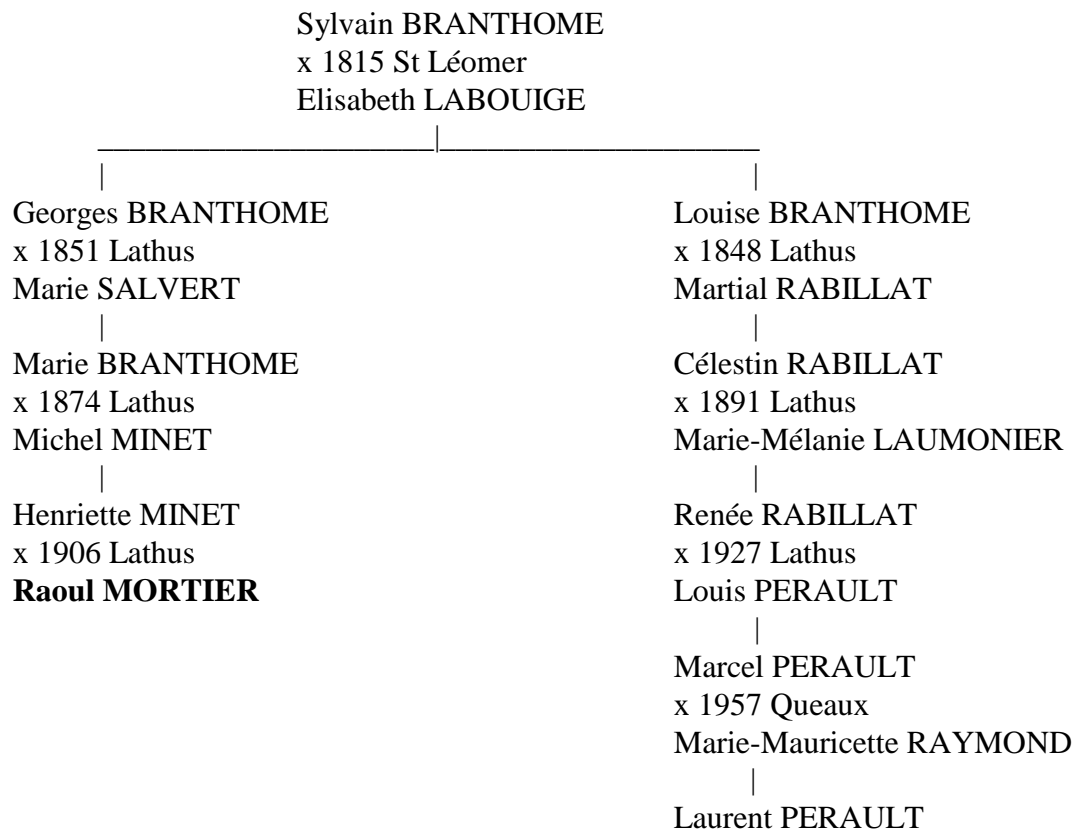 Sylvain BRANTHOME
x 1815 St Léomer
Elisabeth LABOUIGE
Georges BRANTHOME
x 1851 Lathus
Marie SALVERT
Marie BRANTHOME
x 1874 Lathus
Michel MINET
Henriette MINET
x 1906 Lathus
Raoul MORTIER
Louise BRANTHOME
x 1848 Lathus
Martial RABILLAT
Célestin RABILLAT
x 1891 Lathus
Marie-Mélanie LAUMONIER
Renée RABILLAT
x 1927 Lathus
Louis PERAULT
Marcel PERAULT
x 1957 Queaux
Marie-Mauricette RAYMOND
Laurent PERAULT